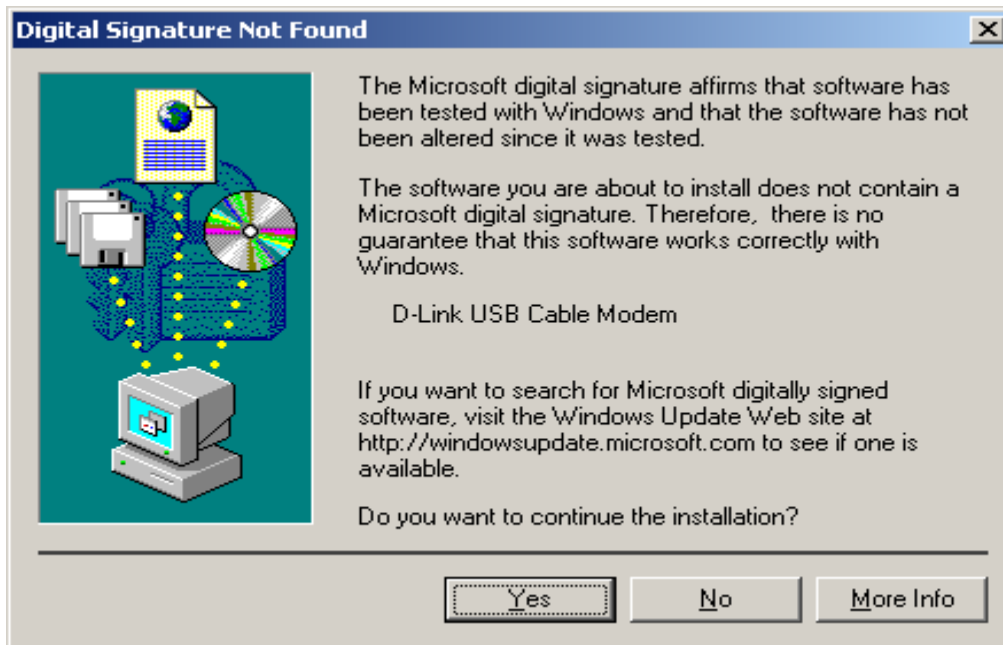 Digital Signature Not Found
The Microsoft digital signature affirms that software has
been tested with Windows and that the software has not
been altered since it was tested.
The software you are about to install does not contain a
Microsoft digital signature. Therefore,  there is no
guarantee that this software works correctly with
Windows.
D-Link USB Cable Modem
If you want to search for Microsoft digitally signed
software, visit the Windows Update Web site at
http://windowsupdate.microsoft.com to see if one is
available.
Do you want to continue the installation?
Yes No More Info